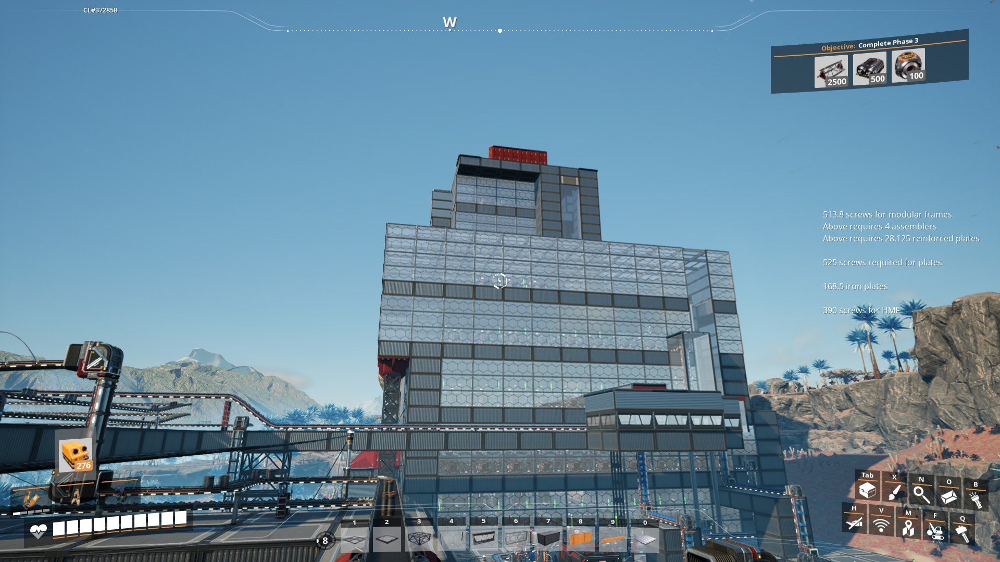 CL#372858
W
Objective: Complete Phase 3
2500 500 100
513.8 screws for modular frames
Above requires 4 assemblers
Above requires 28.125 reinforced plates
525 screws required for plates
168.5 iron plates
390 screws for HMF
276
Tab X N O B
H V M F Q
1 2 3 4 5 6 7 8 9 0
8